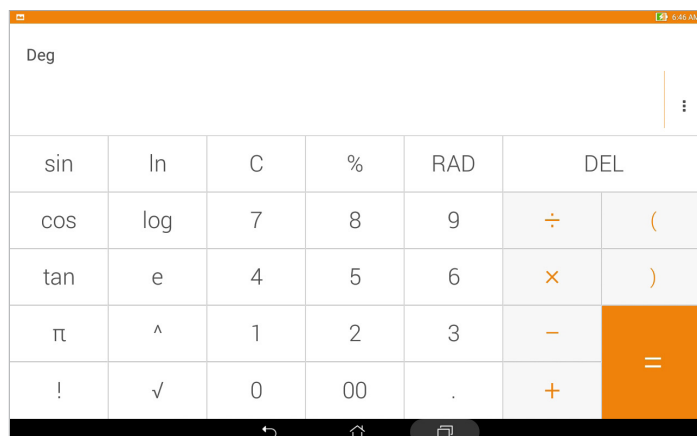 6:46 AM
Deg
sin ln C % RAD DEL
cos log 7 8 9 ÷ (
tan e 4 5 6 × )
π ^ 1 2 3 −
=
! √ 0 00 . +